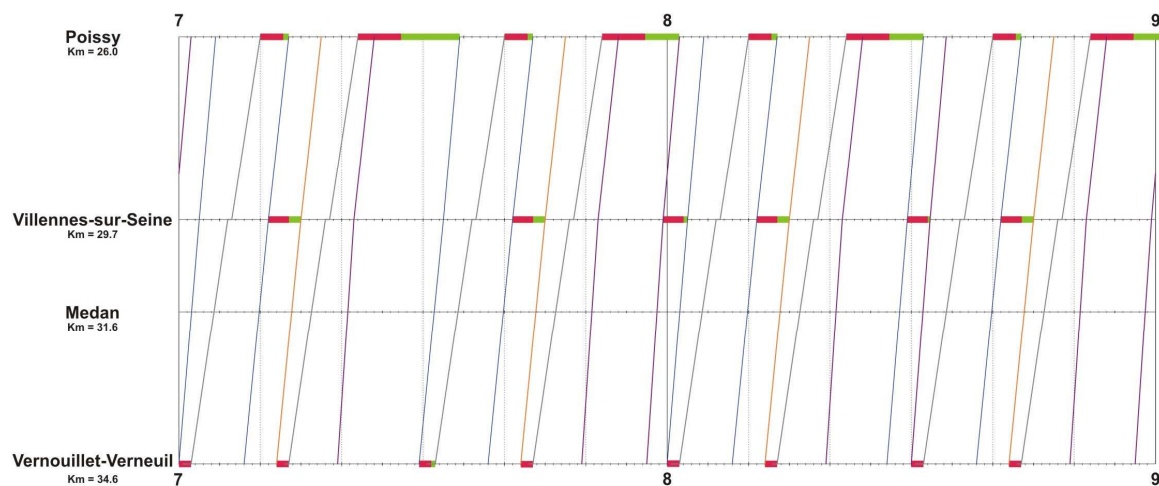 7 8 9
Poissy
Km = 26.0
Villennes-sur-Seine
Km = 29.7
Medan
Km = 31.6
Vernouillet-Verneuil
Km = 34.6
7 8 9